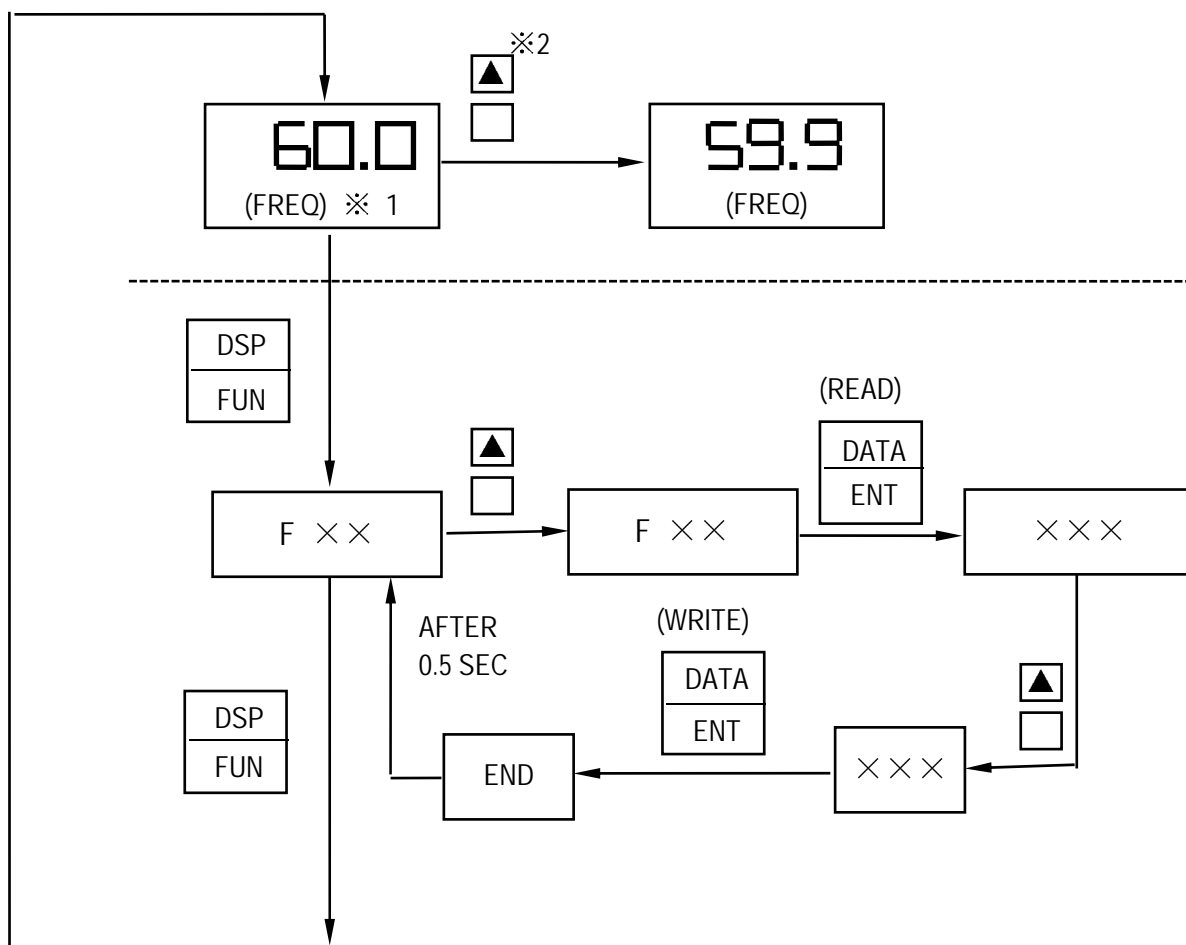 ※2
▲
60.0
(FREQ) ※ 1
59.9
(FREQ)
DSP
FUN
▲
(READ)
DATA
ENT
F ××
F ××
×××
AFTER
0.5 SEC
(WRITE)
DATA
ENT
▲
DSP
FUN
END
×××